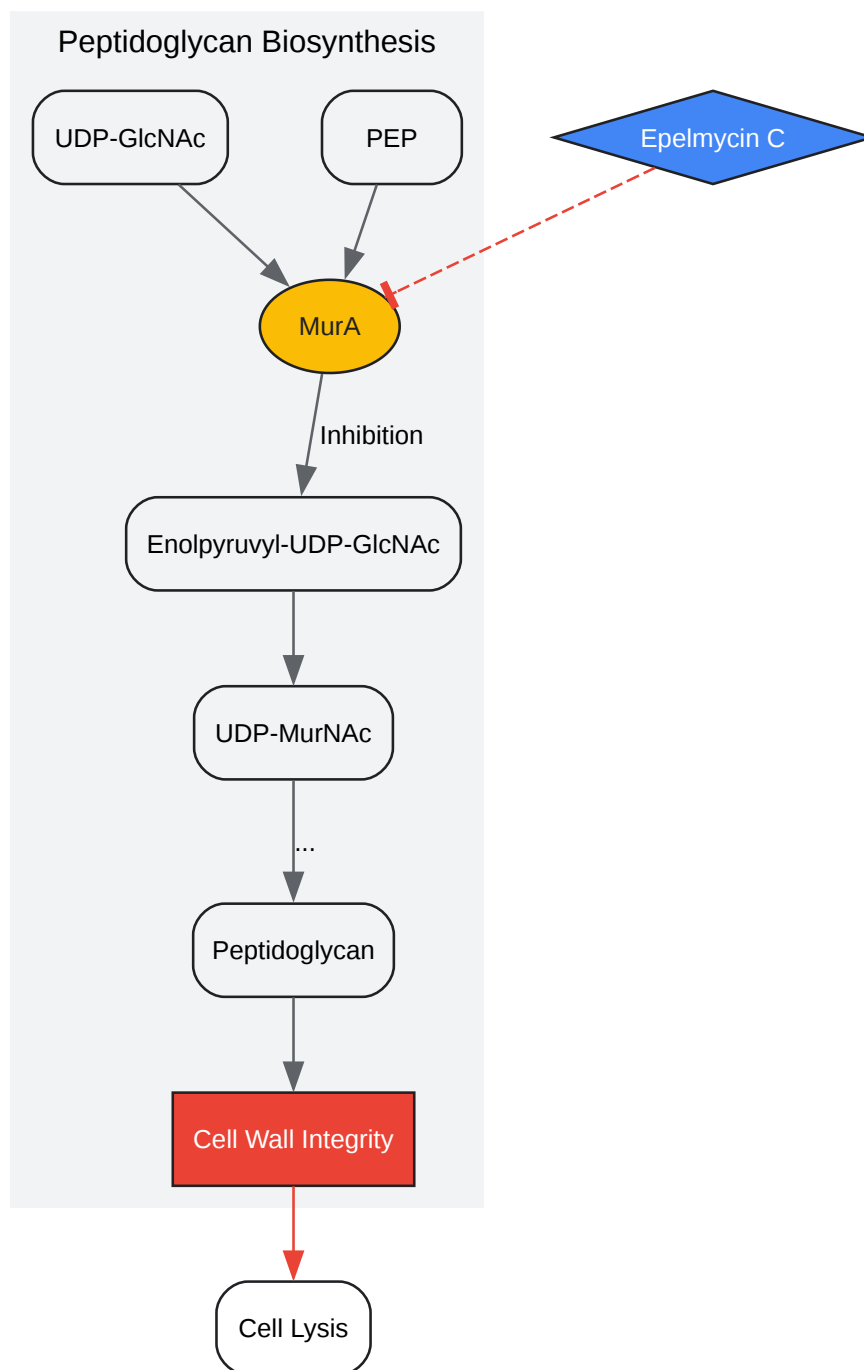 Peptidoglycan Biosynthesis
UDP-GlcNAc
PEP
Epelmycin C
MurA
Inhibition
Enolpyruvyl-UDP-GlcNAc
UDP-MurNAc
...
Peptidoglycan
Cell Wall Integrity
Cell Lysis